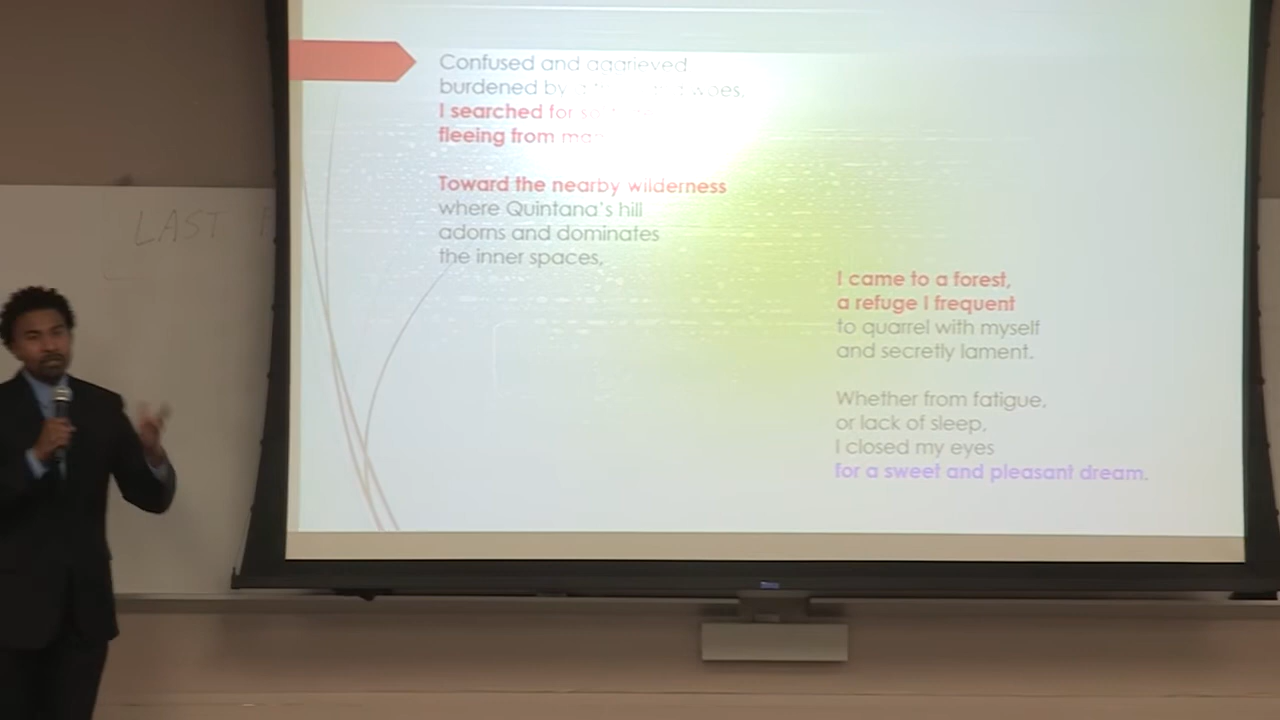 LAST
Confused and aggrieved
burdened by woes,
I searched for
fleeing from
Toward the nearby wilderness
where Quintana's hill
adorns and dominates
the inner spaces,
I came to a forest,
a refuge I frequent
to quarrel with myself
and secretly lament.
Whether from fatigue,
or lack of sleep,
I closed my eyes
for a sweet and pleasant dream.